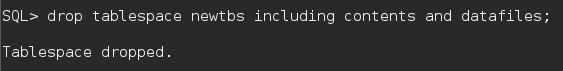 SQL> drop tablespace newtbs including contents and datafiles;
Tablespace dropped.